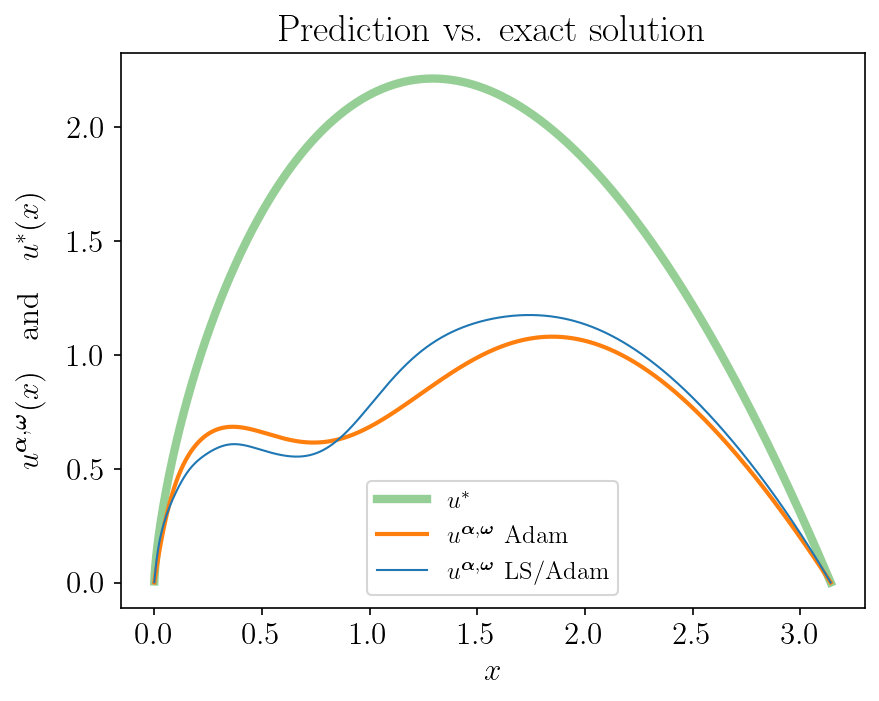 Prediction vs. exact solution
u^{α,ω}(x) and u*(x)
2.0
1.5
1.0
0.5
0.0
u*
u^{α,ω} Adam
u^{α,ω} LS/Adam
0.0 0.5 1.0 1.5 2.0 2.5 3.0
x